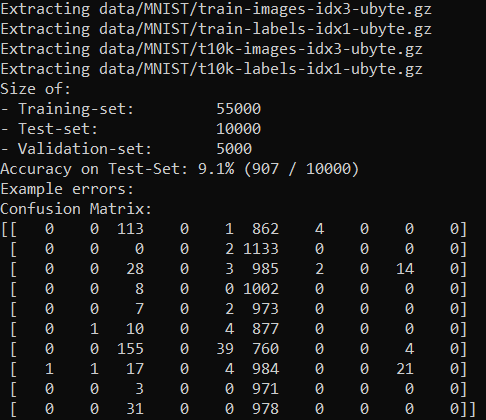 Extracting data/MNIST/train-images-idx3-ubyte.gz
Extracting data/MNIST/train-labels-idx1-ubyte.gz
Extracting data/MNIST/t10k-images-idx3-ubyte.gz
Extracting data/MNIST/t10k-labels-idx1-ubyte.gz
Size of:
- Training-set:           55000
- Test-set:               10000
- Validation-set:         5000
Accuracy on Test-Set: 9.1% (907 / 10000)
Example errors:
Confusion Matrix:
[[   0    0  113    0    1  862    4    0    0    0]
 [   0    0    0    0    2 1133    0    0    0    0]
 [   0    0   28    0    3  985    2    0   14    0]
 [   0    0    8    0    0 1002    0    0    0    0]
 [   0    0    7    0    2  973    0    0    0    0]
 [   0    1   10    0    4  877    0    0    0    0]
 [   0    0  155    0   39  760    0    0    4    0]
 [   1    1   17    0    4  984    0    0   21    0]
 [   0    0    3    0    0  971    0    0    0    0]
 [   0    0   31    0    0  978    0    0    0    0]]